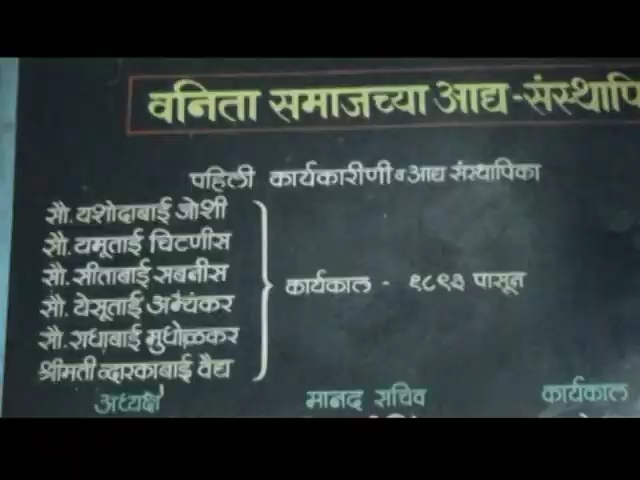 वनिता समाजच्या आद्य-संस्थापि
पहिली कार्यकारीणी व आद्य संस्थापिका
सौ. यशोदाबाई जोशी
सौ. यमूताई चिटणीस
सौ. सीताबाई सबनीस
सौ. येसूताई अभ्यंकर
सौ. राधाबाई मुधोळकर
श्रीमती द्वारकाबाई वैद्य
कार्यकाल - १८९३ पासून
अध्यक्ष मानद सचिव कार्यकाल